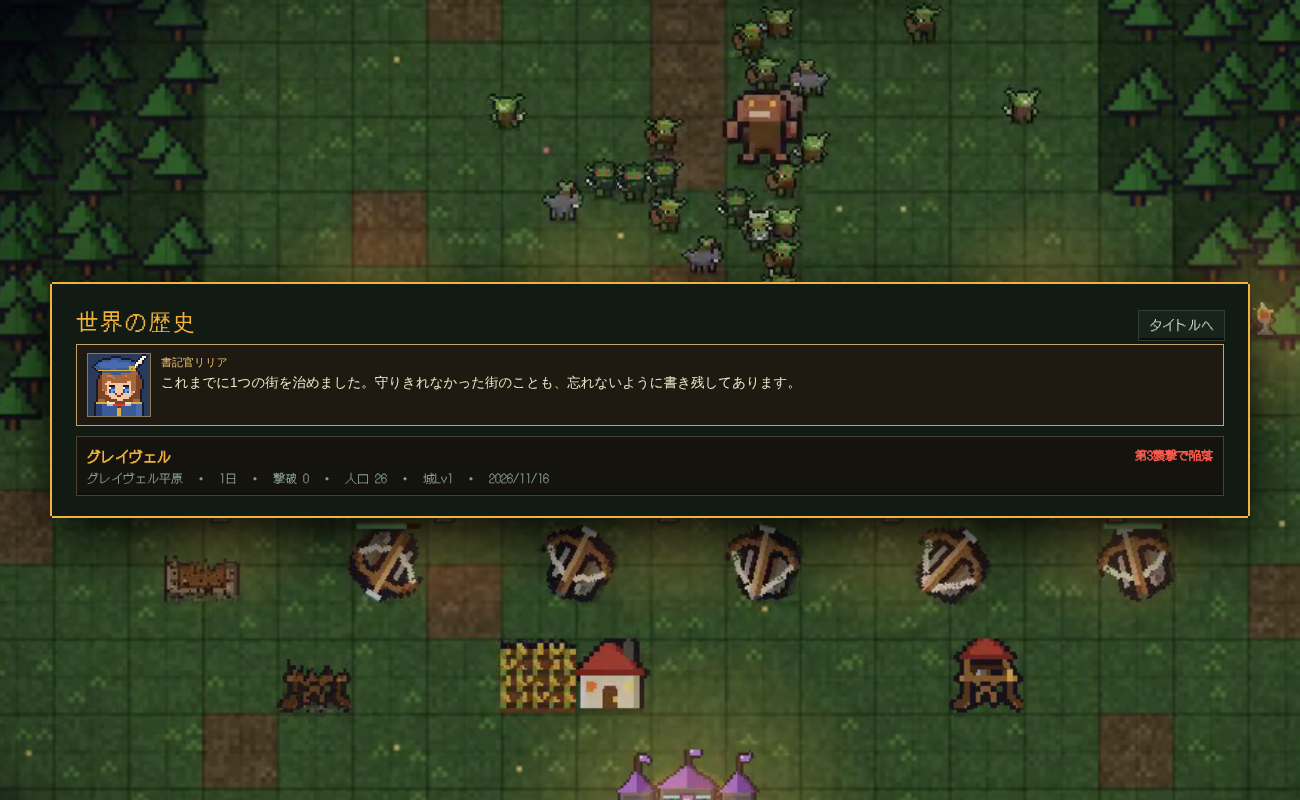 世界の歴史
タイトルへ
書記官リリア
これまでに1つの街を治めました。守りきれなかった街のことも、忘れないように書き残してあります。
グレイヴェル
第3襲撃で陥落
グレイヴェル平原 • 1日 • 撃破 0 • 人口 26 • 城Lv1 • 2026/11/16